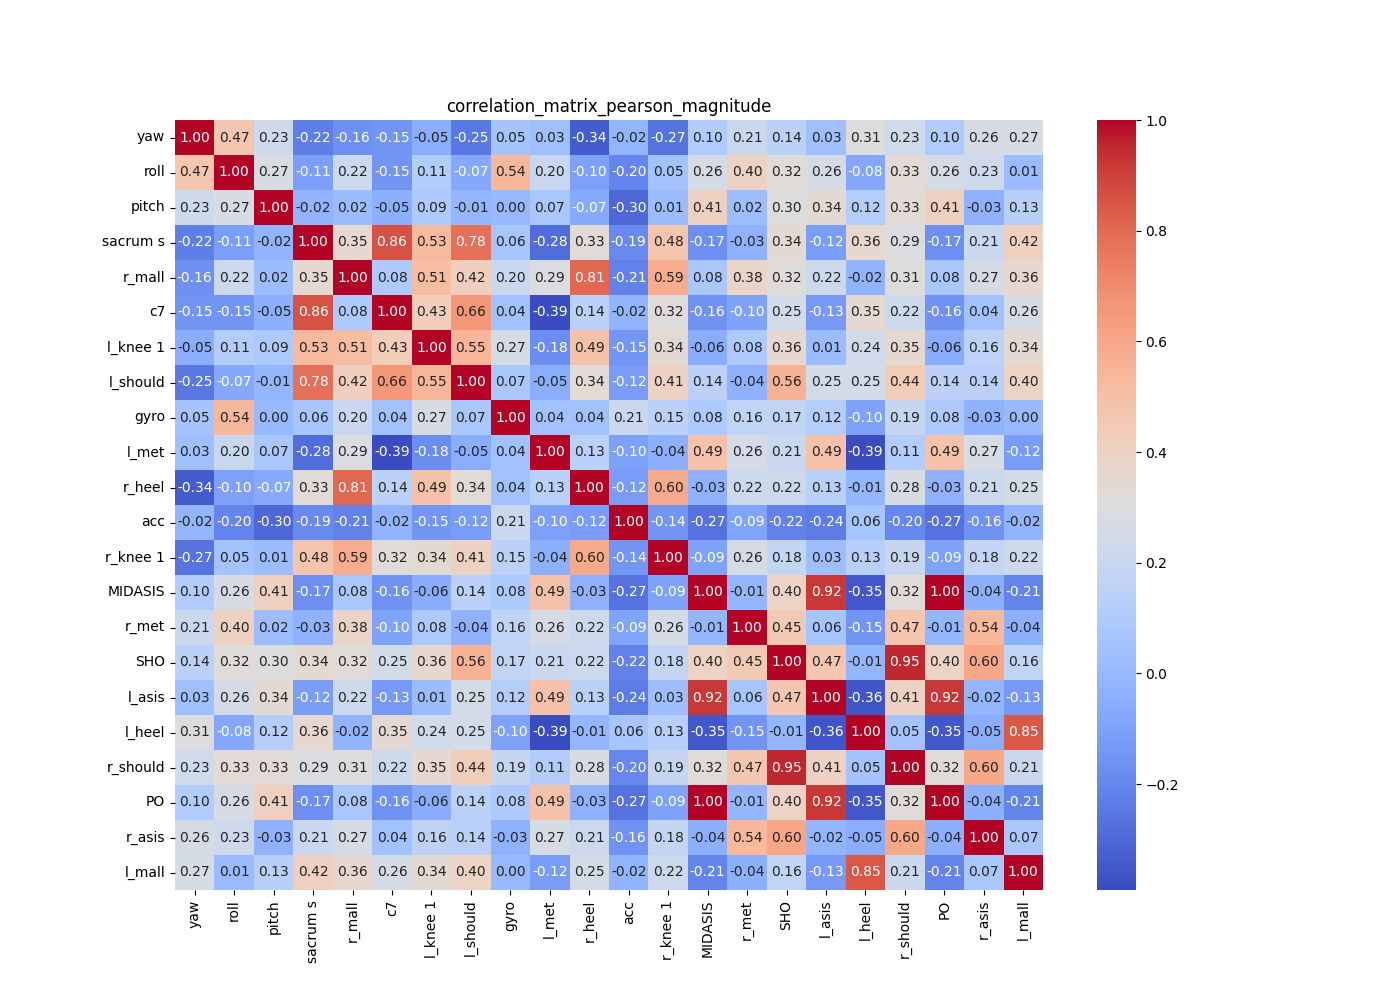 correlation_matrix_pearson_magnitude
yaw 1.00 0.47 0.23 -0.22 -0.16 -0.15 -0.05 -0.25 0.05 0.03 -0.34 -0.02 -0.27 0.10 0.21 0.14 0.03 0.31 0.23 0.10 0.26 0.27 1.0
roll 0.47 1.00 0.27 -0.11 0.22 -0.15 0.11 -0.07 0.54 0.20 -0.10 -0.20 0.05 0.26 0.40 0.32 0.26 -0.08 0.33 0.26 0.23 0.01
pitch 0.23 0.27 1.00 -0.02 0.02 -0.05 0.09 -0.01 0.00 0.07 -0.07 -0.30 0.01 0.41 0.02 0.30 0.34 0.12 0.33 0.41 -0.03 0.13
0.8
sacrum s -0.22 -0.11 -0.02 1.00 0.35 0.86 0.53 0.78 0.06 -0.28 0.33 -0.19 0.48 -0.17 -0.03 0.34 -0.12 0.36 0.29 -0.17 0.21 0.42
r_mall -0.16 0.22 0.02 0.35 1.00 0.08 0.51 0.42 0.20 0.29 0.81 -0.21 0.59 0.08 0.38 0.32 0.22 -0.02 0.31 0.08 0.27 0.36
c7 -0.15 -0.15 -0.05 0.86 0.08 1.00 0.43 0.66 0.04 -0.39 0.14 -0.02 0.32 -0.16 -0.10 0.25 -0.13 0.35 0.22 -0.16 0.04 0.26
0.6
l_knee 1 -0.05 0.11 0.09 0.53 0.51 0.43 1.00 0.55 0.27 -0.18 0.49 -0.15 0.34 -0.06 0.08 0.36 0.01 0.24 0.35 -0.06 0.16 0.34
l_should -0.25 -0.07 -0.01 0.78 0.42 0.66 0.55 1.00 0.07 -0.05 0.34 -0.12 0.41 0.14 -0.04 0.56 0.25 0.25 0.44 0.14 0.14 0.40
gyro 0.05 0.54 0.00 0.06 0.20 0.04 0.27 0.07 1.00 0.04 0.04 0.21 0.15 0.08 0.16 0.17 0.12 -0.10 0.19 0.08 -0.03 0.00
l_met 0.03 0.20 0.07 -0.28 0.29 -0.39 -0.18 -0.05 0.04 1.00 0.13 -0.10 -0.04 0.49 0.26 0.21 0.49 -0.39 0.11 0.49 0.27 -0.12 0.4
r_heel -0.34 -0.10 -0.07 0.33 0.81 0.14 0.49 0.34 0.04 0.13 1.00 -0.12 0.60 -0.03 0.22 0.22 0.13 -0.01 0.28 -0.03 0.21 0.25
acc -0.02 -0.20 -0.30 -0.19 -0.21 -0.02 -0.15 -0.12 0.21 -0.10 -0.12 1.00 -0.14 -0.27 -0.09 -0.22 -0.24 0.06 -0.20 -0.27 -0.16 -0.02
r_knee 1 -0.27 0.05 0.01 0.48 0.59 0.32 0.34 0.41 0.15 -0.04 0.60 -0.14 1.00 -0.09 0.26 0.18 0.03 0.13 0.19 -0.09 0.18 0.22 0.2
MIDASIS 0.10 0.26 0.41 -0.17 0.08 -0.16 -0.06 0.14 0.08 0.49 -0.03 -0.27 -0.09 1.00 -0.01 0.40 0.92 -0.35 0.32 1.00 -0.04 -0.21
r_met 0.21 0.40 0.02 -0.03 0.38 -0.10 0.08 -0.04 0.16 0.26 0.22 -0.09 0.26 -0.01 1.00 0.45 0.06 -0.15 0.47 -0.01 0.54 -0.04
SHO 0.14 0.32 0.30 0.34 0.32 0.25 0.36 0.56 0.17 0.21 0.22 -0.22 0.18 0.40 0.45 1.00 0.47 -0.01 0.95 0.40 0.60 0.16
0.0
l_asis 0.03 0.26 0.34 -0.12 0.22 -0.13 0.01 0.25 0.12 0.49 0.13 -0.24 0.03 0.92 0.06 0.47 1.00 -0.36 0.41 0.92 -0.02 -0.13
l_heel 0.31 -0.08 0.12 0.36 -0.02 0.35 0.24 0.25 -0.10 -0.39 -0.01 0.06 0.13 -0.35 -0.15 -0.01 -0.36 1.00 0.05 -0.35 -0.05 0.85
r_should 0.23 0.33 0.33 0.29 0.31 0.22 0.35 0.44 0.19 0.11 0.28 -0.20 0.19 0.32 0.47 0.95 0.41 0.05 1.00 0.32 0.60 0.21
−0.2
PO 0.10 0.26 0.41 -0.17 0.08 -0.16 -0.06 0.14 0.08 0.49 -0.03 -0.27 -0.09 1.00 -0.01 0.40 0.92 -0.35 0.32 1.00 -0.04 -0.21
r_asis 0.26 0.23 -0.03 0.21 0.27 0.04 0.16 0.14 -0.03 0.27 0.21 -0.16 0.18 -0.04 0.54 0.60 -0.02 -0.05 0.60 -0.04 1.00 0.07
l_mall 0.27 0.01 0.13 0.42 0.36 0.26 0.34 0.40 0.00 -0.12 0.25 -0.02 0.22 -0.21 -0.04 0.16 -0.13 0.85 0.21 -0.21 0.07 1.00
yaw roll pitch sacrum s r_mall c7 l_knee 1 l_should gyro l_met r_heel acc r_knee 1 MIDASIS r_met SHO l_asis l_heel r_should PO r_asis l_mall